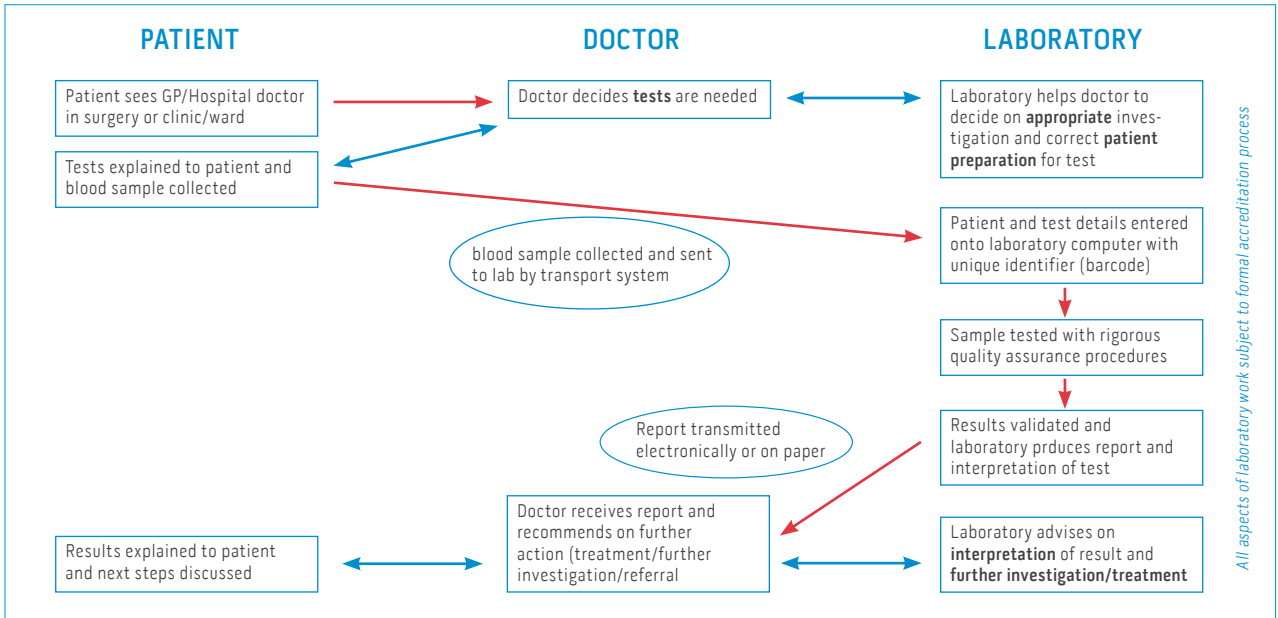 PATIENT
DOCTOR
LABORATORY
Patient sees GP/Hospital doctor
in surgery or clinic/ward
Doctor decides tests are needed
Laboratory helps doctor to
decide on appropriate inves-
tigation and correct patient
preparation for test
Tests explained to patient and
blood sample collected
blood sample collected and sent
to lab by transport system
Patient and test details entered
onto laboratory computer with
unique identifier (barcode)
Sample tested with rigorous
quality assurance procedures
Report transmitted
electronically or on paper
Results validated and
laboratory prduces report and
interpretation of test
Results explained to patient
and next steps discussed
Doctor receives report and
recommends on further
action (treatment/further
investigation/referral
Laboratory advises on
interpretation of result and
further investigation/treatment
All aspects of laboratory work subject to formal accreditation process